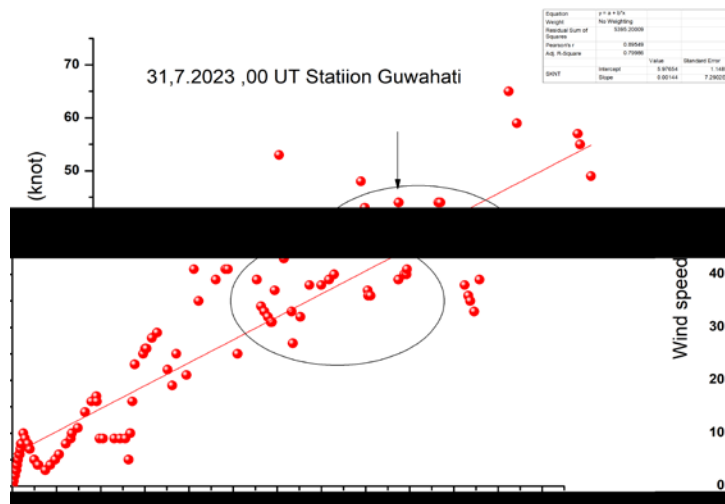 Equation y = a + b*x
Weight No Weighting
Residual Sum of Squares
Pearson's r
Adj. R-Square
Value Standard Error
SKNT Intercept
Slope
31,7.2023 ,00 UT Statiion Guwahati
70
60
50
(knot)
Wind speed
40
30
20
10
0